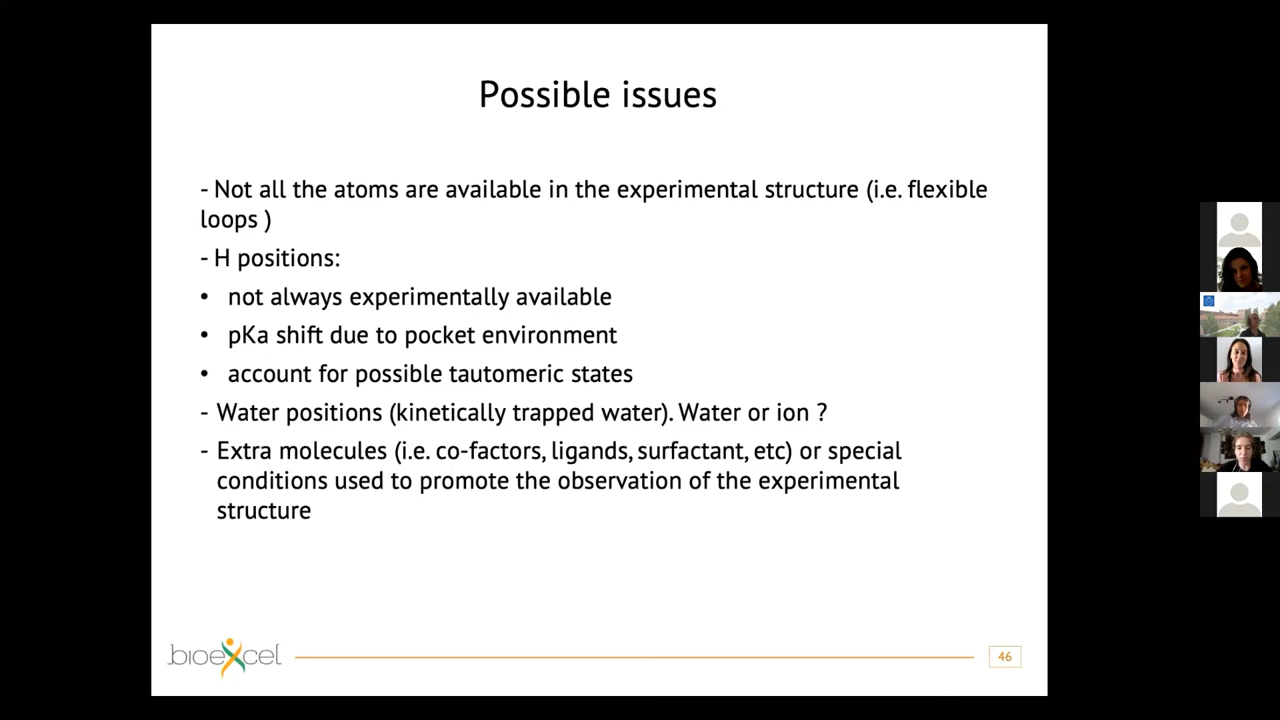 Possible issues
- Not all the atoms are available in the experimental structure (i.e. flexible
loops )
- H positions:
• not always experimentally available
• pKa shift due to pocket environment
• account for possible tautomeric states
- Water positions (kinetically trapped water). Water or ion ?
- Extra molecules (i.e. co-factors, ligands, surfactant, etc) or special
conditions used to promote the observation of the experimental
structure
bioexcel
46